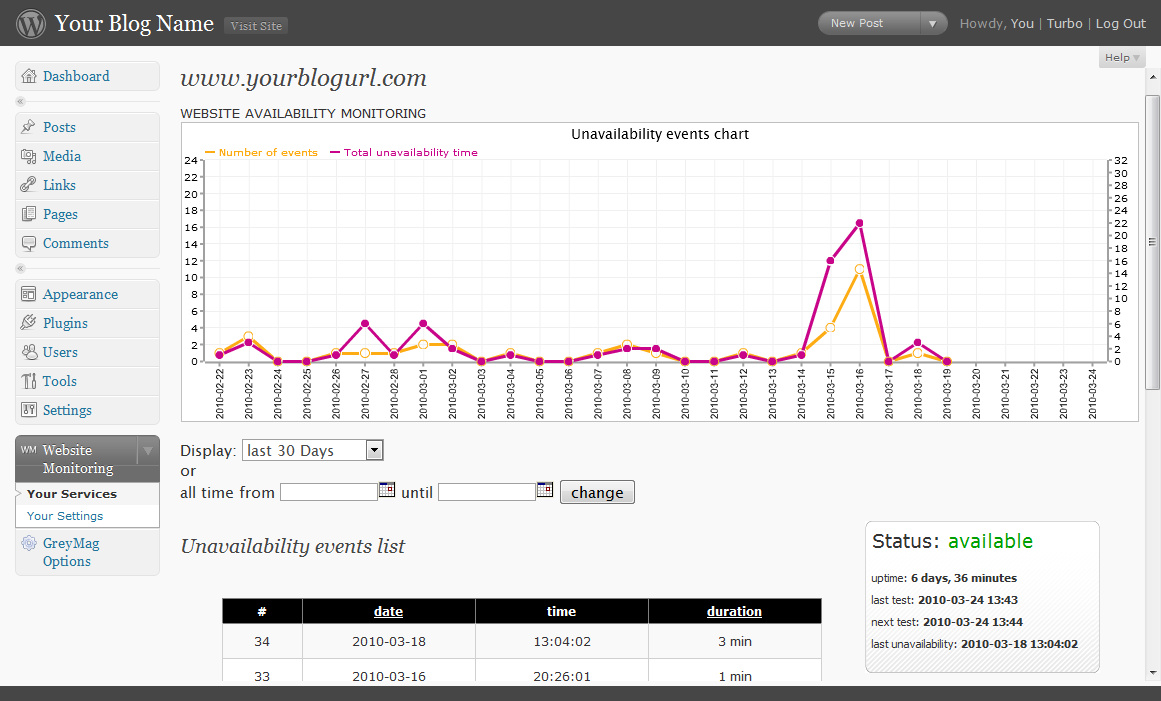 Your Blog Name Visit Site New Post Howdy, You | Turbo | Log Out
Help
Dashboard
Posts
Media
Links
Pages
Comments
Appearance
Plugins
Users
Tools
Settings
WM Website
Monitoring
Your Services
Your Settings
GreyMag
Options
www.yourblogurl.com
WEBSITE AVAILABILITY MONITORING
Unavailability events chart
Number of events Total unavailability time
24 32
22 30
20 28
18 26
16 24
14 22
12 20
10 18
8 16
6 14
4 12
2 10
0 8
6
4
2
0
2010-02-22
2010-02-23
2010-02-24
2010-02-25
2010-02-26
2010-02-27
2010-02-28
2010-03-01
2010-03-02
2010-03-03
2010-03-04
2010-03-05
2010-03-06
2010-03-07
2010-03-08
2010-03-09
2010-03-10
2010-03-11
2010-03-12
2010-03-13
2010-03-14
2010-03-15
2010-03-16
2010-03-17
2010-03-18
2010-03-19
2010-03-20
2010-03-21
2010-03-22
2010-03-23
2010-03-24
Display: last 30 Days
or
all time from until change
Unavailability events list
# date time duration
34 2010-03-18 13:04:02 3 min
33 2010-03-16 20:26:01 1 min
Status: available
uptime: 6 days, 36 minutes
last test: 2010-03-24 13:43
next test: 2010-03-24 13:44
last unavailability: 2010-03-18 13:04:02